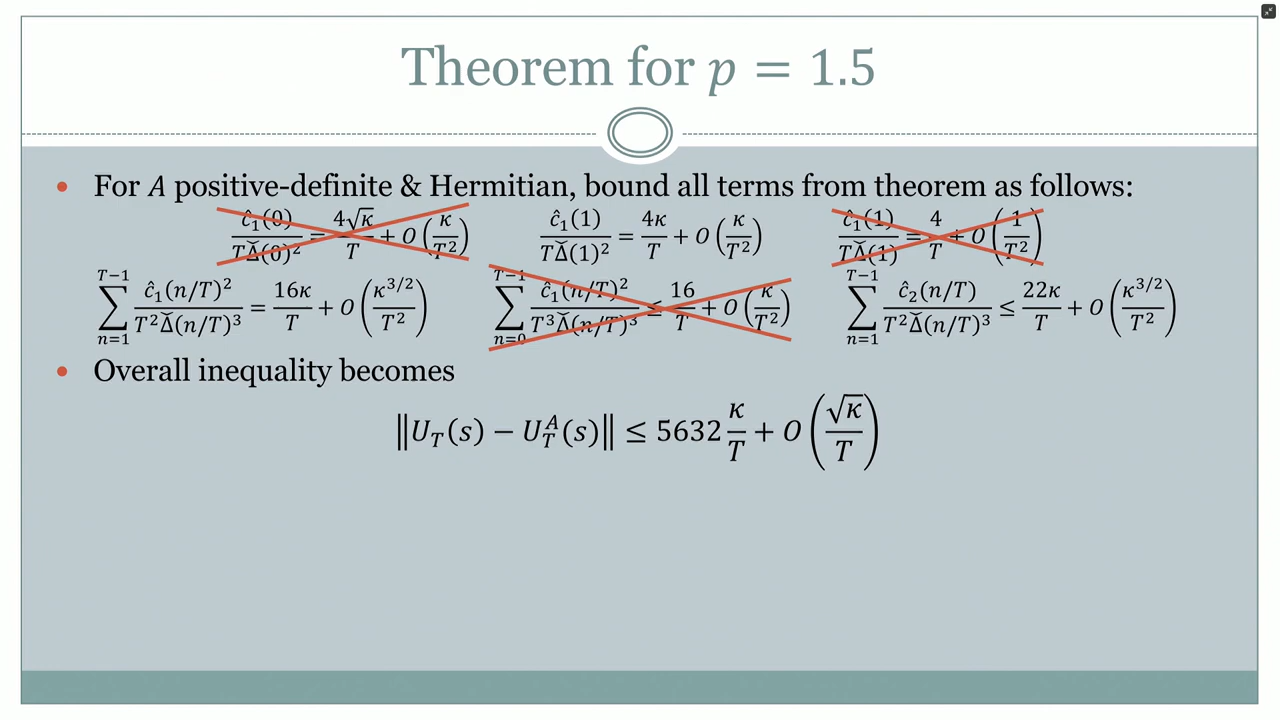 Theorem for p = 1.5
• For A positive-definite & Hermitian, bound all terms from theorem as follows:
ĉ₁(0)/(TΔ̌(0)²) = 4√κ/T + O(κ/T²)   ĉ₁(1)/(TΔ̌(1)²) = 4κ/T + O(κ/T²)   ĉ₁(1)/(TΔ̌(1)) = 4/T + O(1/T²)
∑_{n=1}^{T−1} ĉ₁(n/T)²/(T²Δ̌(n/T)³) = 16κ/T + O(κ^{3/2}/T²)   ∑_{n=0}^{T−1} ĉ₁(n/T)²/(T³Δ̌(n/T)³) ≤ 16/T + O(κ/T²)   ∑_{n=1}^{T−1} ĉ₂(n/T)/(T²Δ̌(n/T)³) ≤ 22κ/T + O(κ^{3/2}/T²)
• Overall inequality becomes
‖U_T(s) − U_T^A(s)‖ ≤ 5632 κ/T + O(√κ/T)